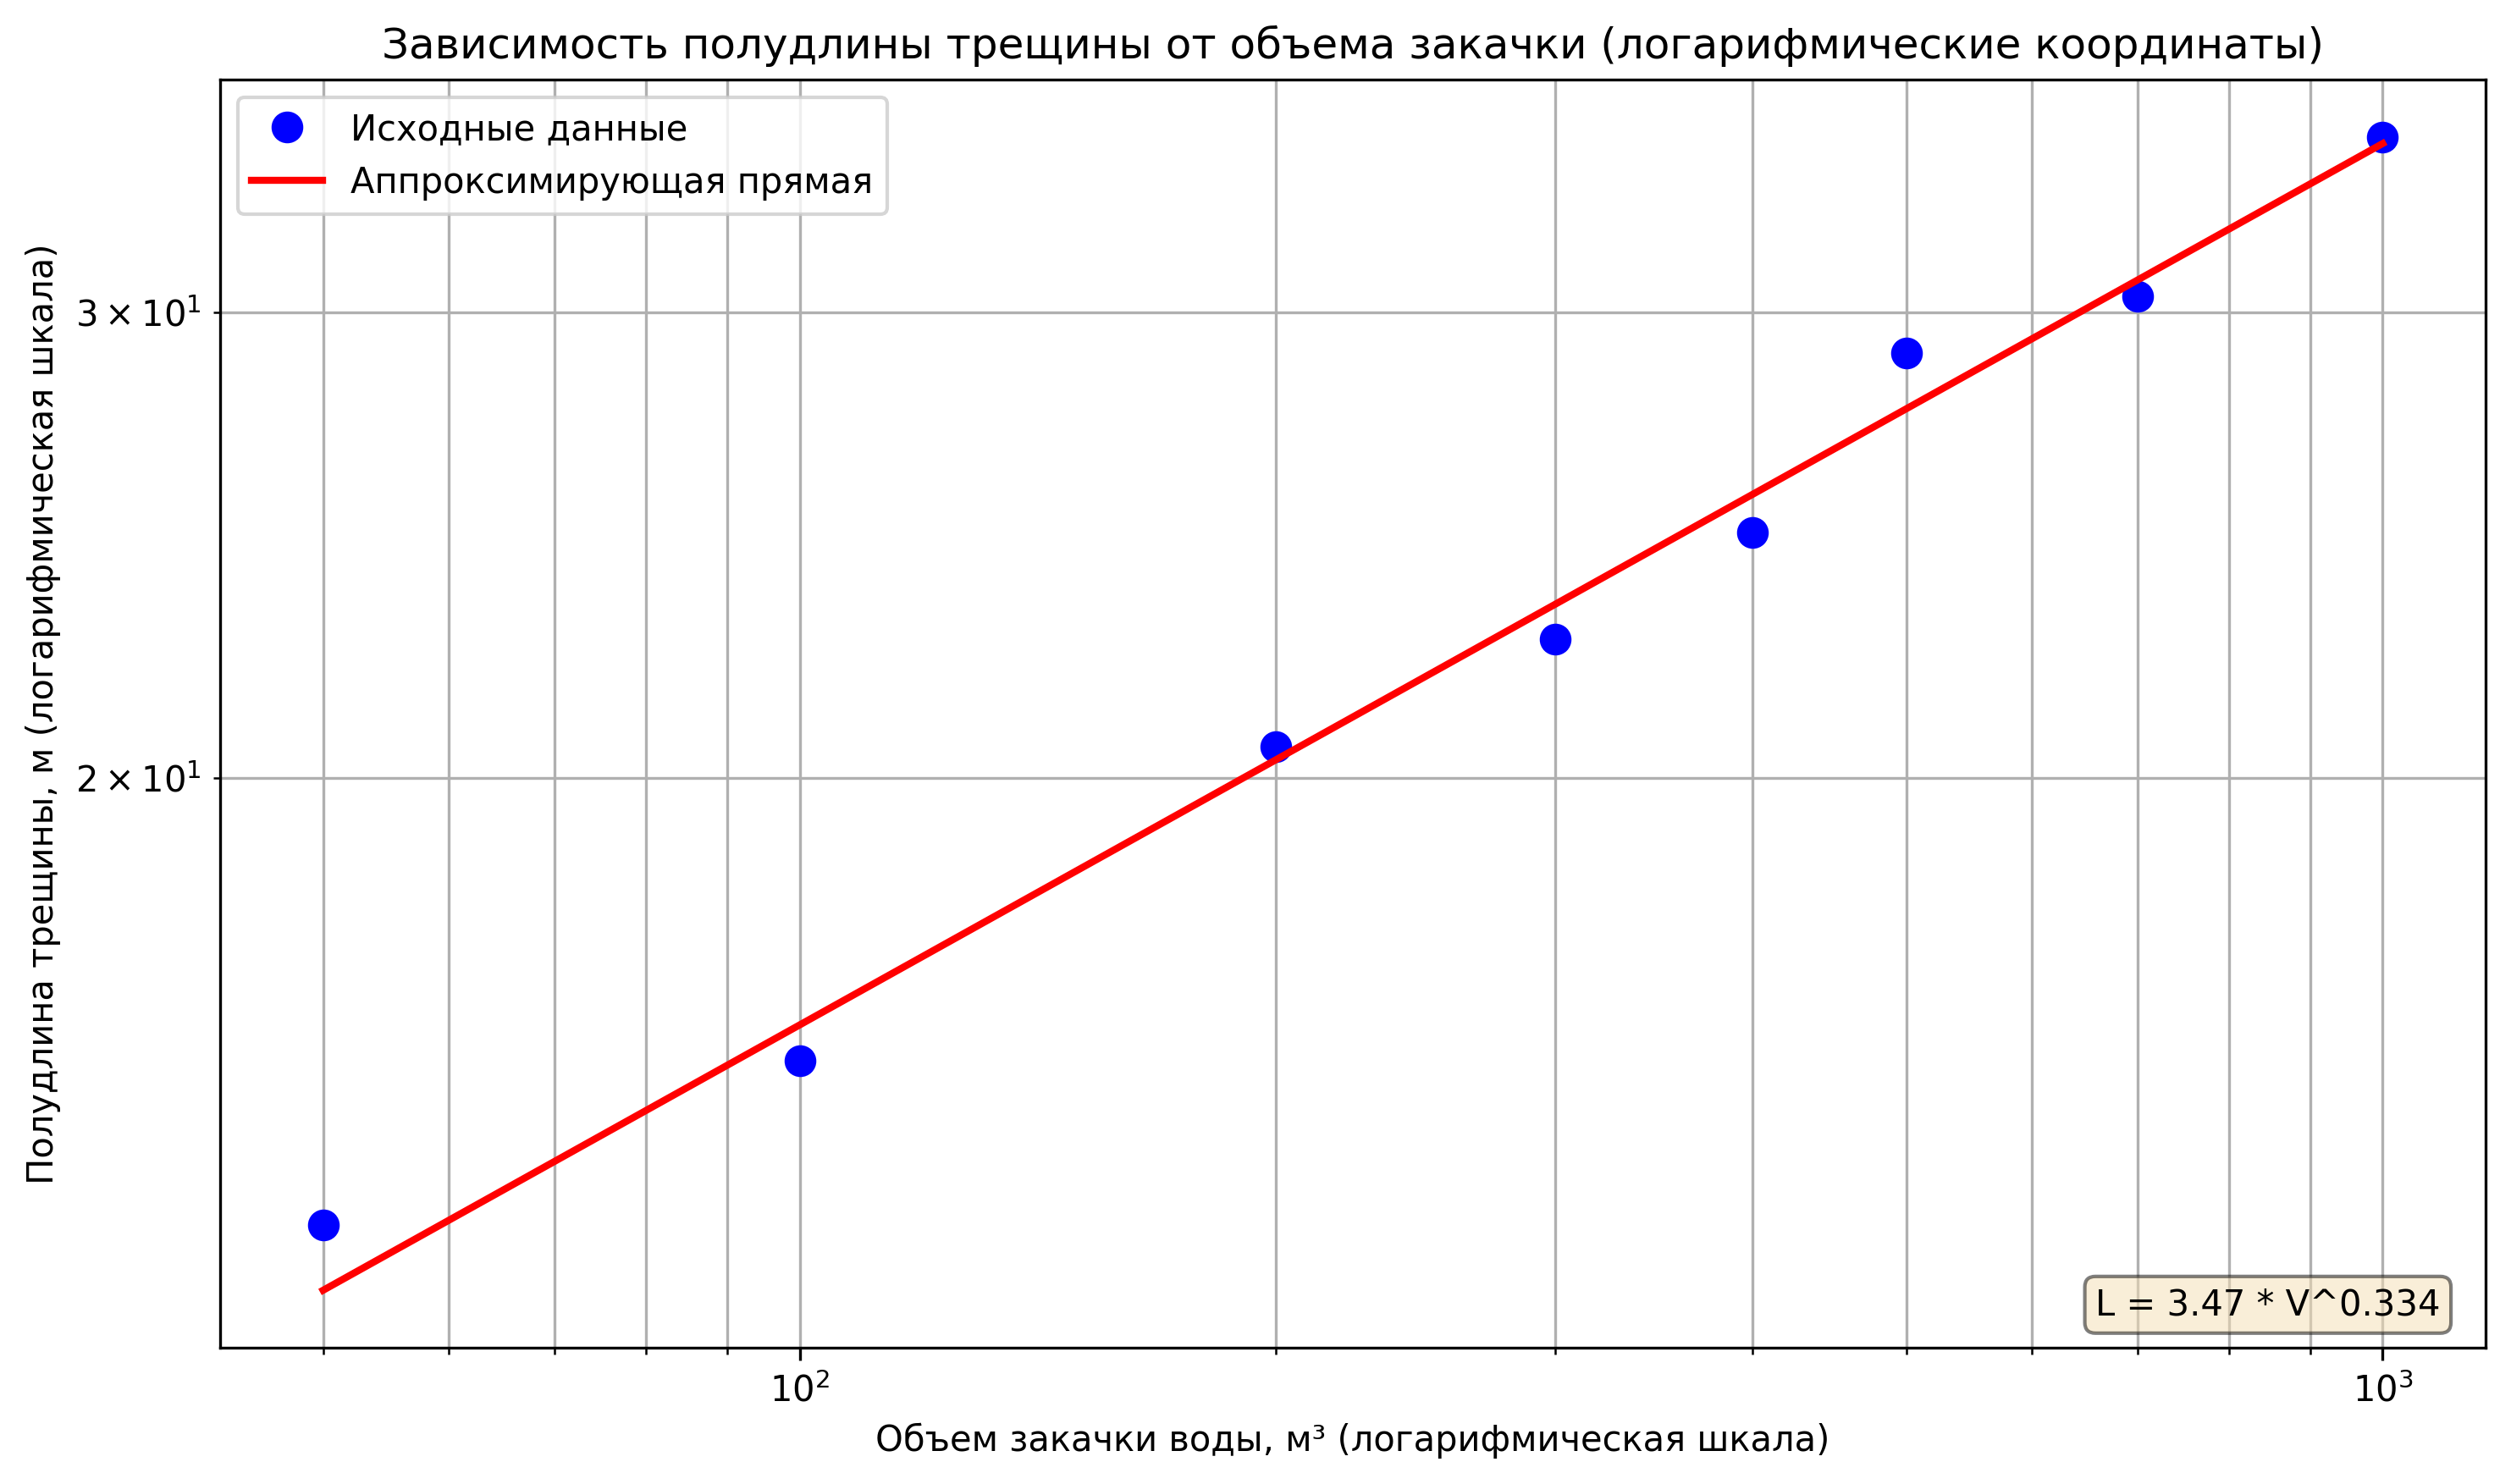 Зависимость полудлины трещины от объема закачки (логарифмические координаты)
Исходные данные
Аппроксимирующая прямая
Полудлина трещины, м (логарифмическая шкала)
3 × 10¹
2 × 10¹
L = 3.47 * V^0.334
10² 10³
Объем закачки воды, м³ (логарифмическая шкала)